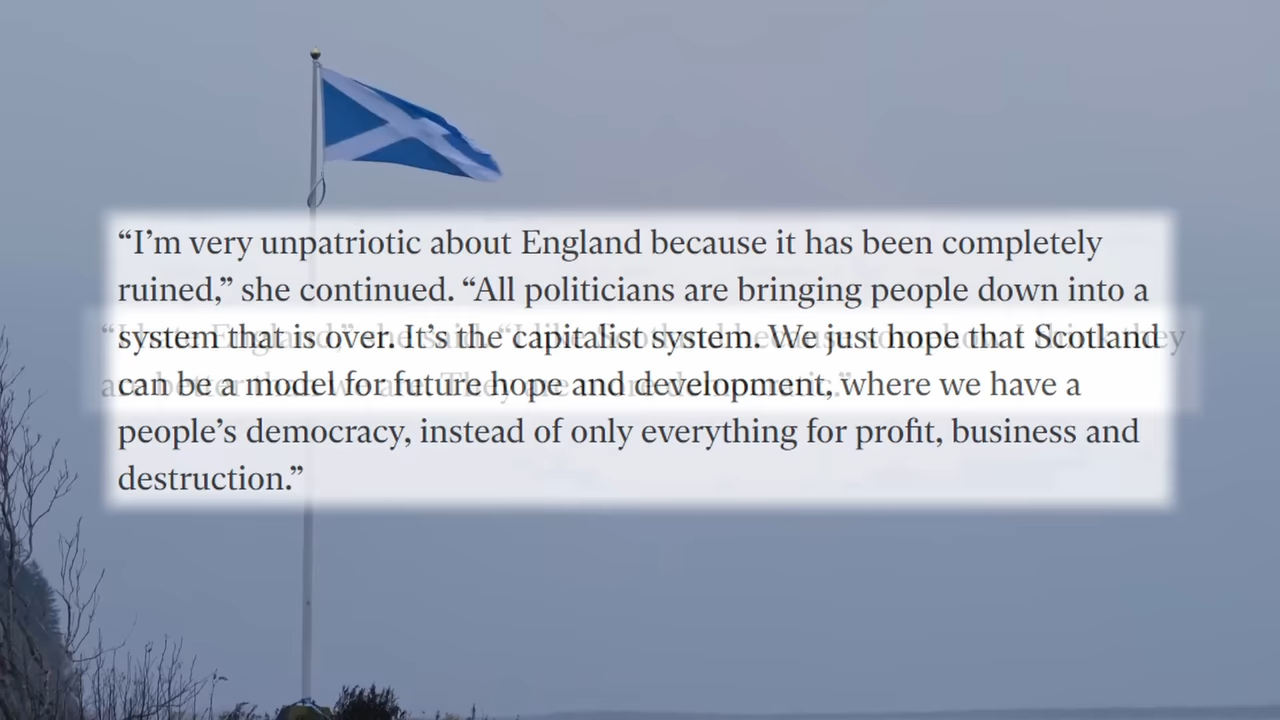 “I’m very unpatriotic about England because it has been completely
ruined,” she continued. “All politicians are bringing people down into a
system that is over. It’s the capitalist system. We just hope that Scotland
can be a model for future hope and development, where we have a
people’s democracy, instead of only everything for profit, business and
destruction.”